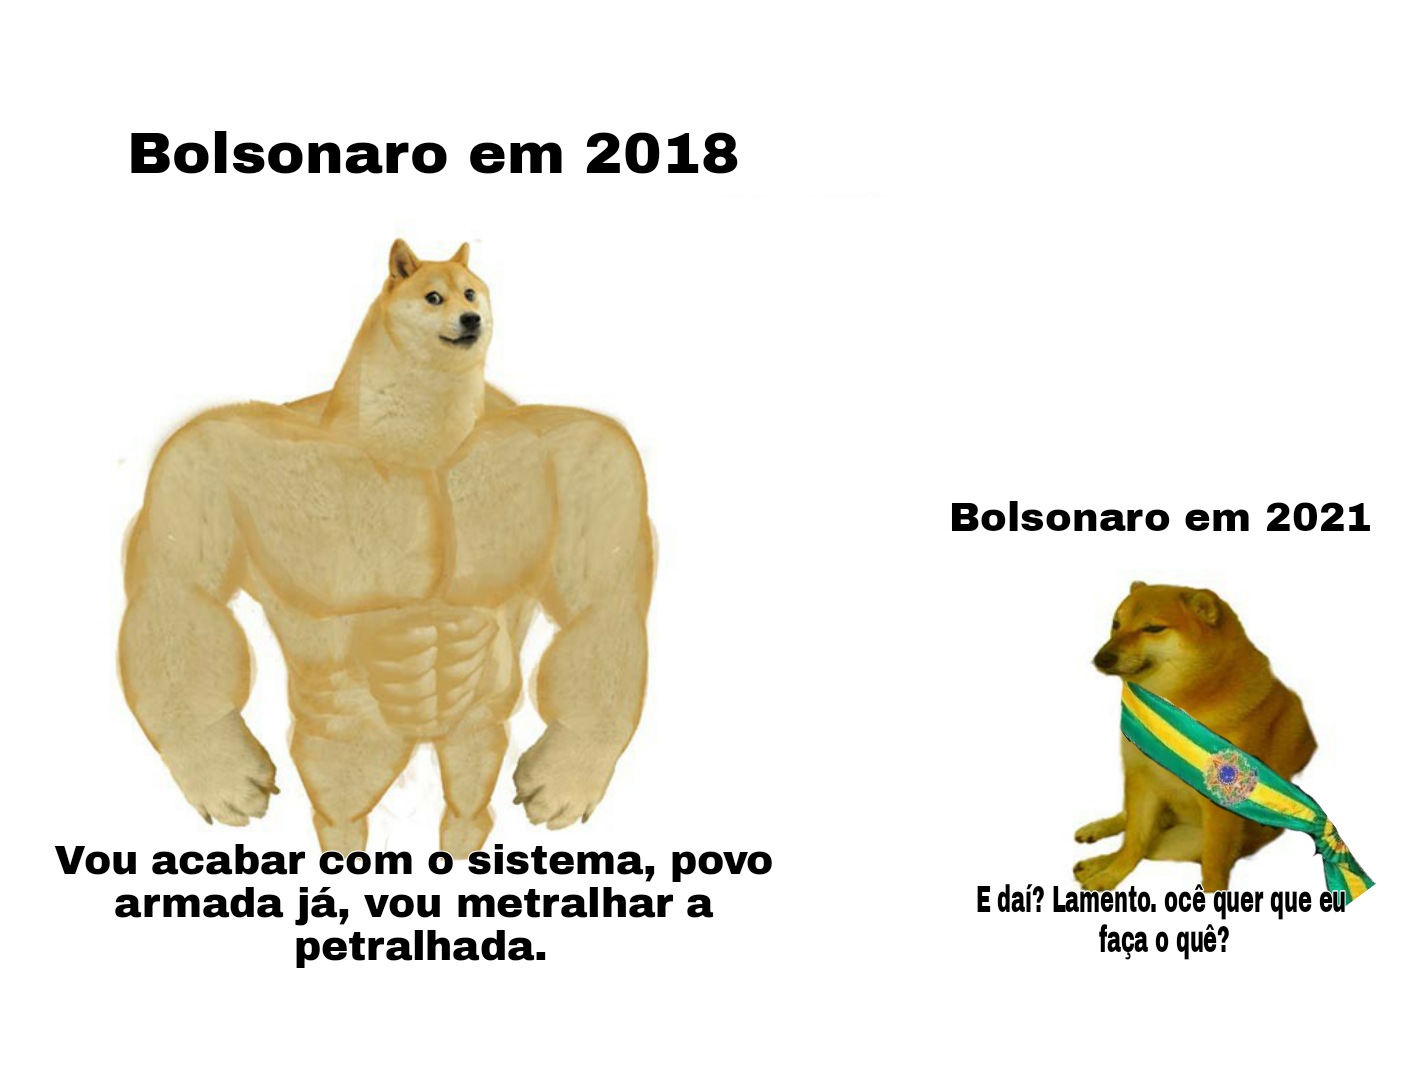 Bolsonaro em 2018
Vou acabar com o sistema, povo
armada já, vou metralhar a
petralhada.
Bolsonaro em 2021
E daí? Lamento. ocê quer que eu
faça o quê?